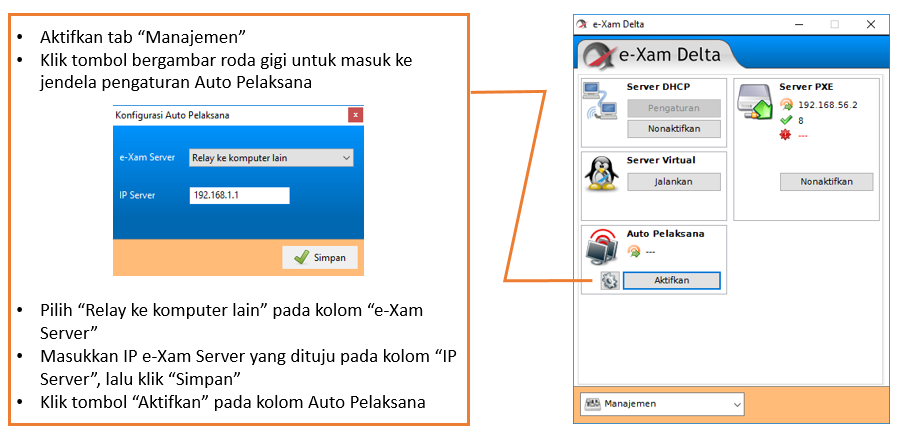 • Aktifkan tab “Manajemen”
• Klik tombol bergambar roda gigi untuk masuk ke
jendela pengaturan Auto Pelaksana
Konfigurasi Auto Pelaksana
e-Xam Server
Relay ke komputer lain
IP Server
192.168.1.1
Simpan
• Pilih “Relay ke komputer lain” pada kolom “e-Xam
Server”
• Masukkan IP e-Xam Server yang dituju pada kolom “IP
Server”, lalu klik “Simpan”
• Klik tombol “Aktifkan” pada kolom Auto Pelaksana
e-Xam Delta
e-Xam Delta
Server DHCP
Pengaturan
Nonaktifkan
Server PXE
192.168.56.2
8
---
Nonaktifkan
Server Virtual
Jalankan
Auto Pelaksana
---
Aktifkan
Manajemen